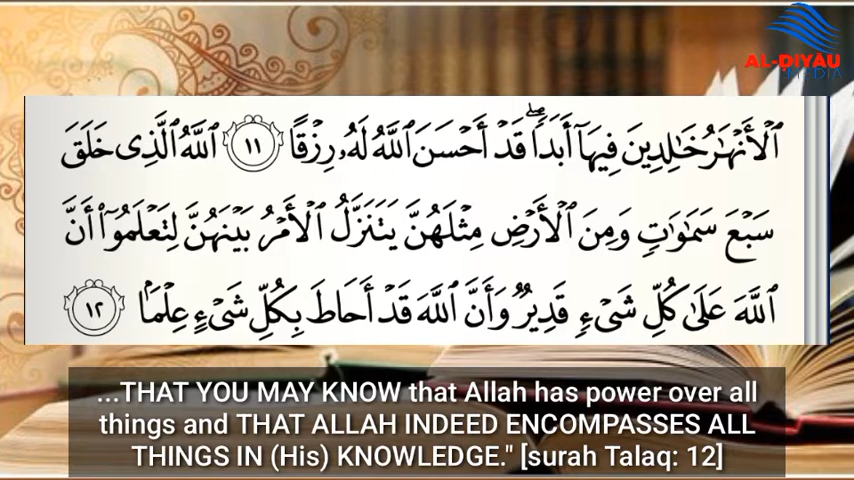 AL-ḌIYĀU
MEDIA
ٱلۡأَنۡهَٰرُ خَٰلِدِينَ فِيهَآ أَبَدٗاۖ قَدۡ أَحۡسَنَ ٱللَّهُ لَهُۥ رِزۡقًا ١١ ٱللَّهُ ٱلَّذِي خَلَقَ
سَبۡعَ سَمَٰوَٰتٖ وَمِنَ ٱلۡأَرۡضِ مِثۡلَهُنَّ يَتَنَزَّلُ ٱلۡأَمۡرُ بَيۡنَهُنَّ لِتَعۡلَمُوٓاْ أَنَّ
ٱللَّهَ عَلَىٰ كُلِّ شَيۡءٖ قَدِيرٞ وَأَنَّ ٱللَّهَ قَدۡ أَحَاطَ بِكُلِّ شَيۡءٍ عِلۡمَۢا ١٢
...THAT YOU MAY KNOW that Allah has power over all
things and THAT ALLAH INDEED ENCOMPASSES ALL
THINGS IN (His) KNOWLEDGE." [surah Talaq: 12]